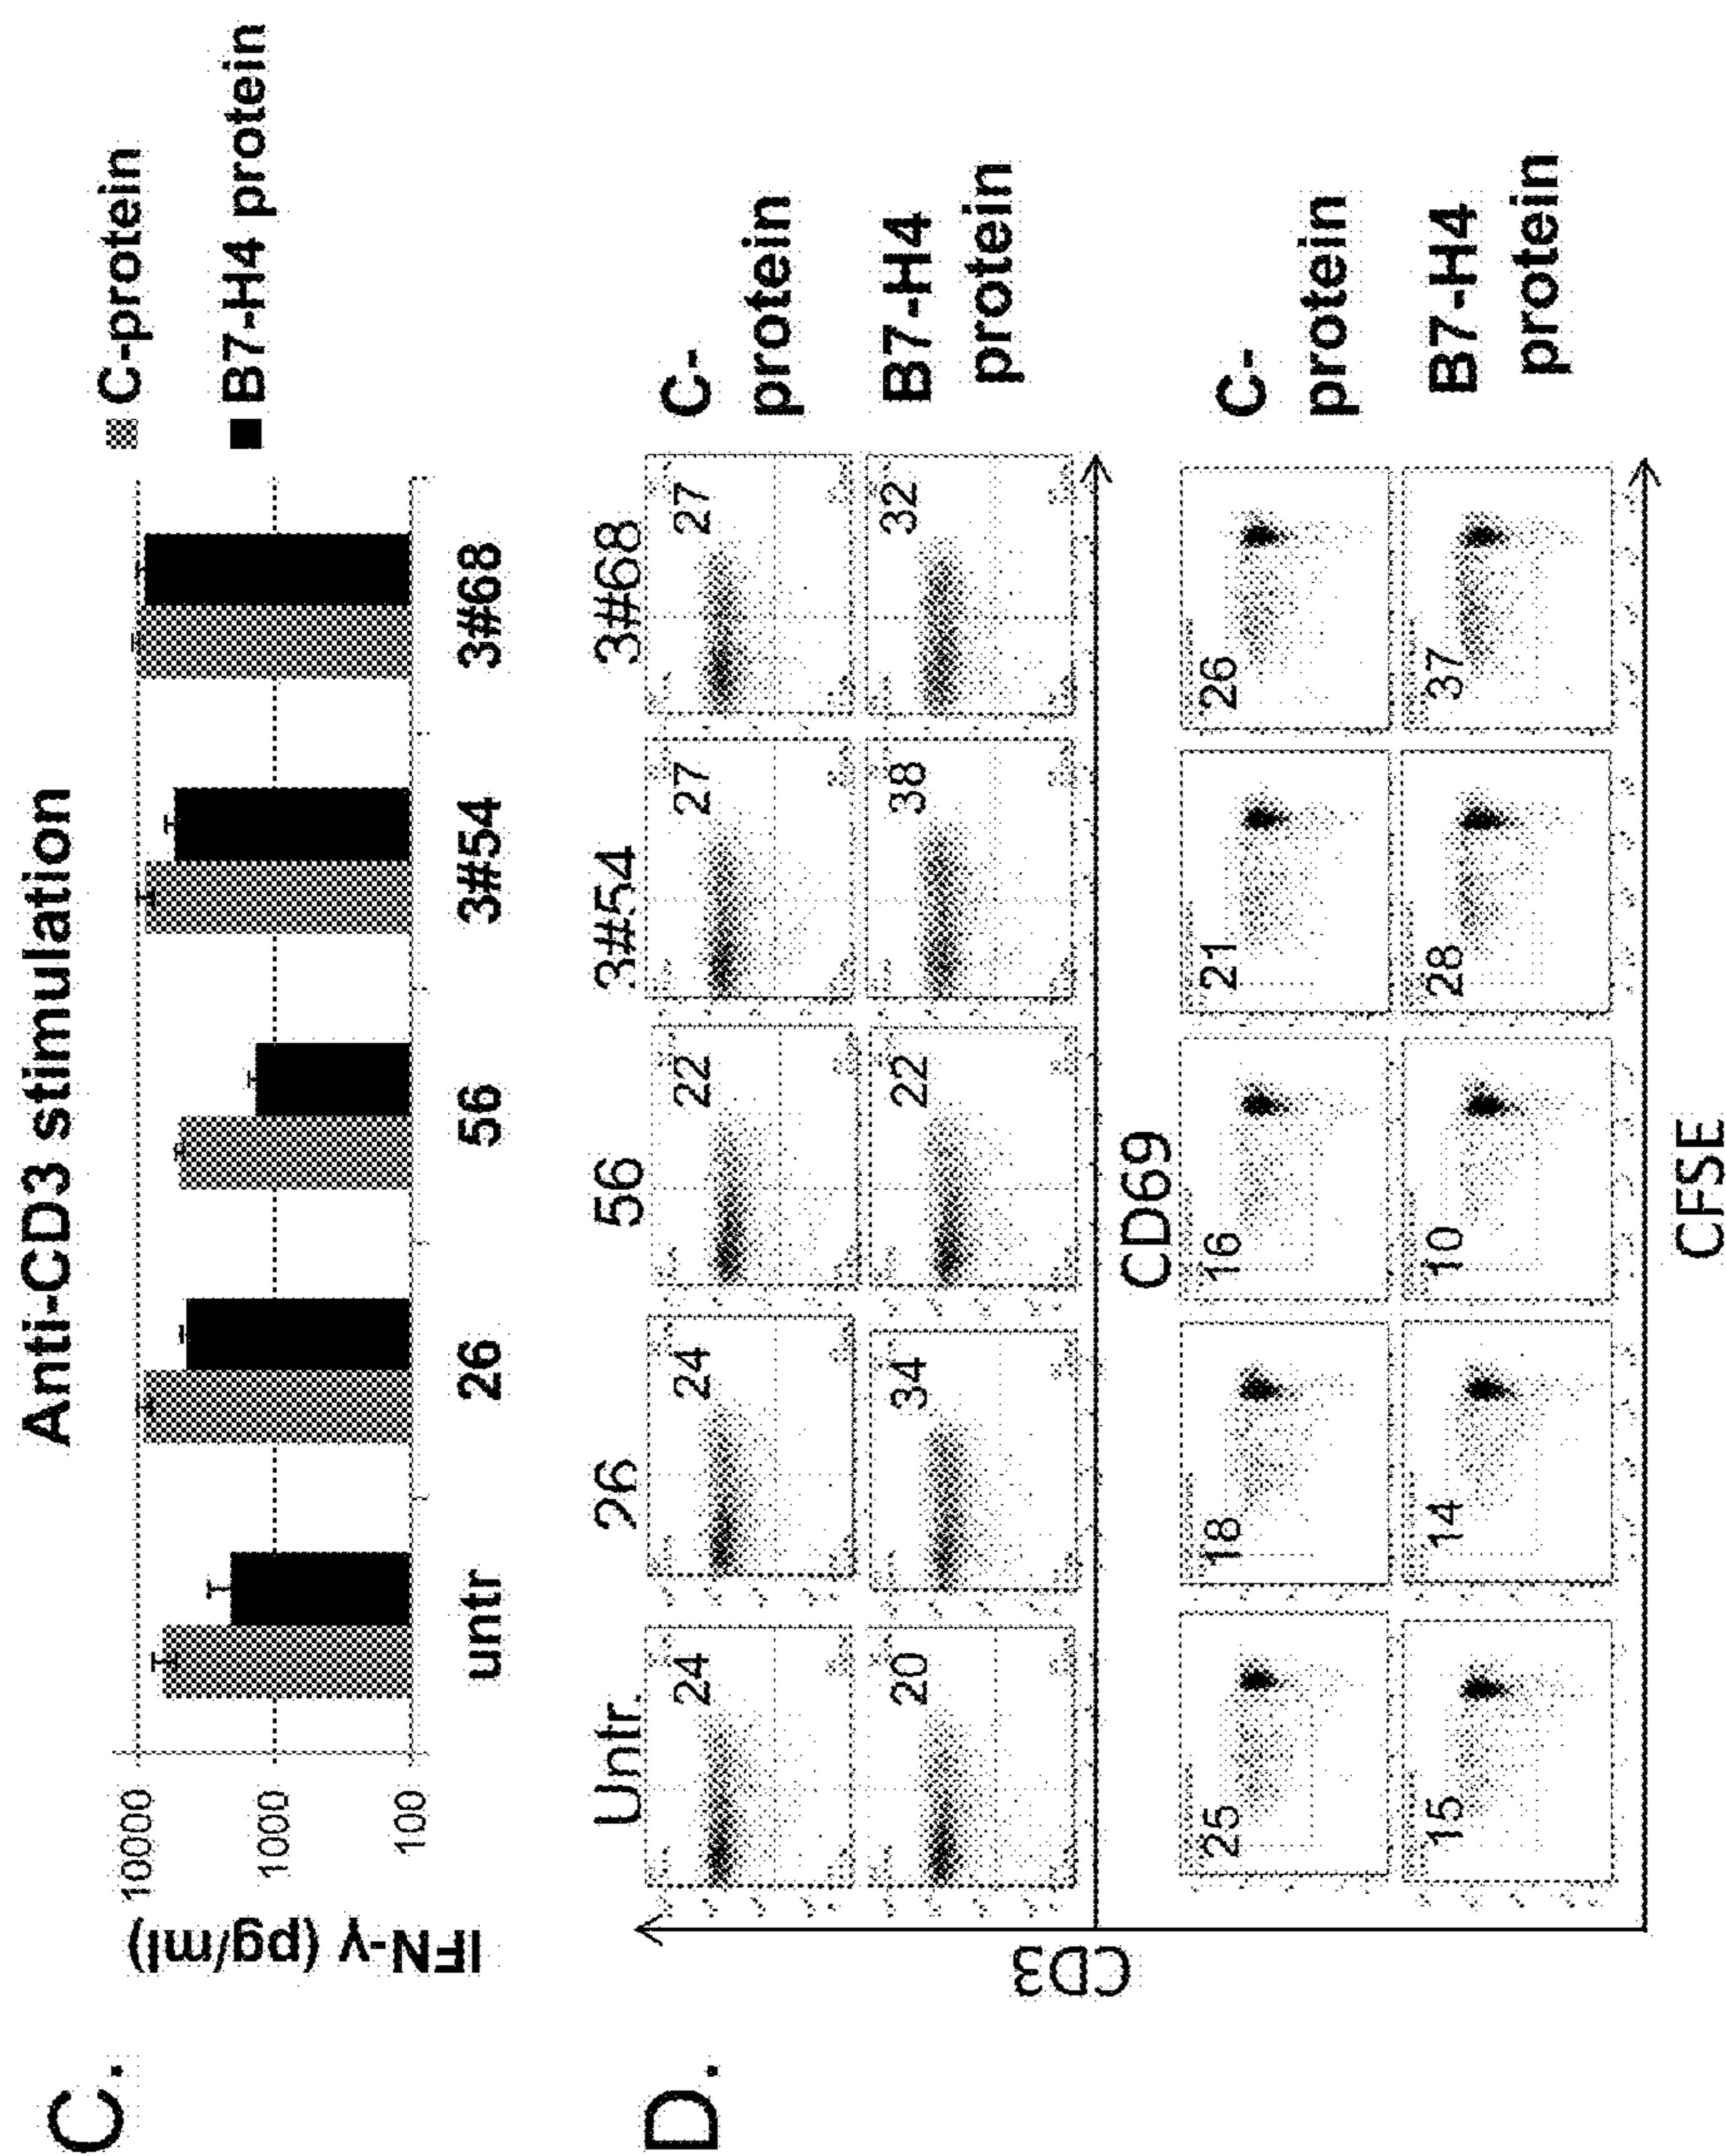 C.
Anti-CD3 stimulation
IFN-γ (pg/ml)
10000
1000
100
untr 26 56 3#54 3#68
C-protein
B7-H4 protein
D.
Untr. 26 56 3#54 3#68
24 24 22 27 27
C-
protein
20 34 22 38 32
B7-H4
protein
CD3
CD69
25 18 16 21 26
C-
protein
15 14 10 28 37
B7-H4
protein
CFSE